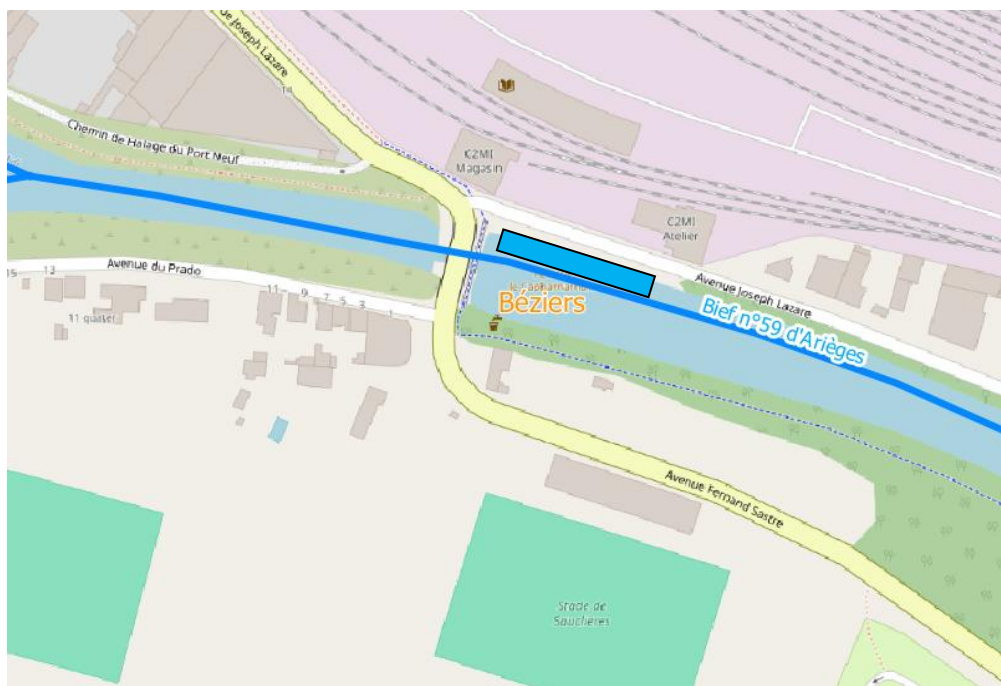 de Joseph Lazare
14
Chemin de Halage du Port Neuf
C2MI
Magasin
C2MI
Atelier
Avenue Joseph Lazare
Béziers
Bief n°59 d'Arièges
Avenue du Prado
15
13
11
9
7
5
3
1
11 quater
Avenue Fernand Sastre
Stade de
Sauclières